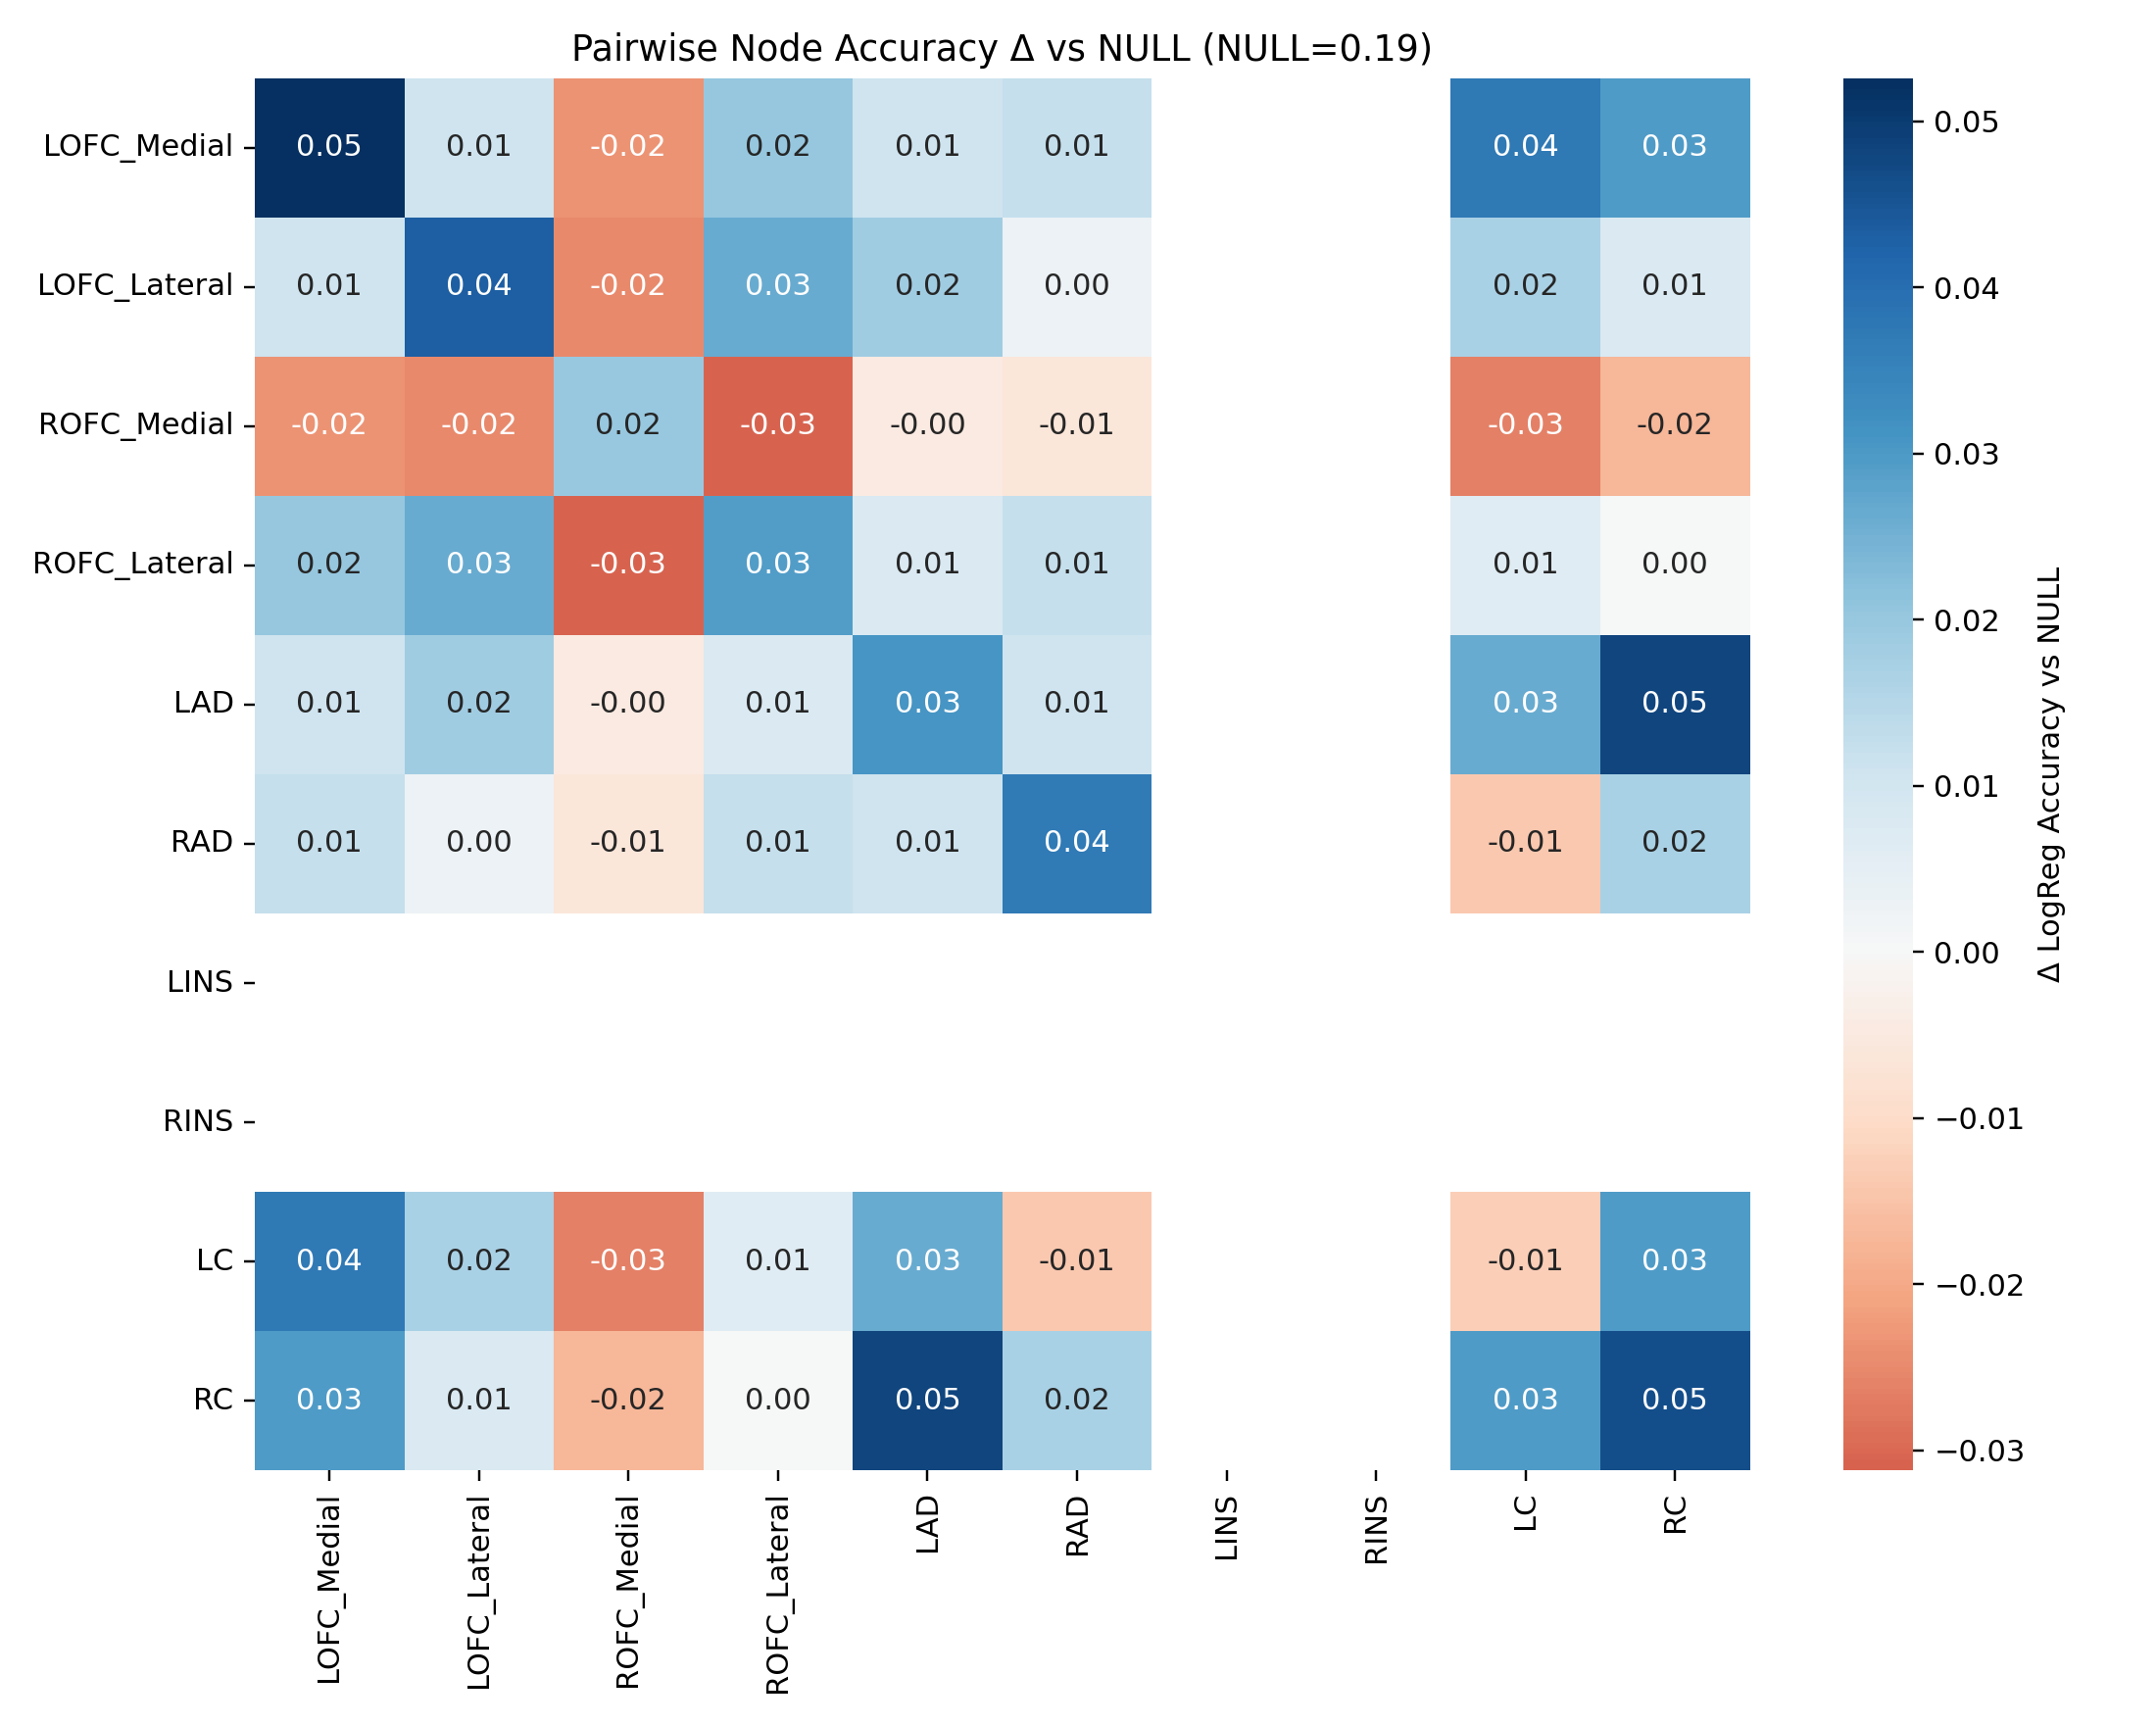 Pairwise Node Accuracy Δ vs NULL (NULL=0.19)
LOFC_Medial 0.05 0.01 -0.02 0.02 0.01 0.01 0.04 0.03
LOFC_Lateral 0.01 0.04 -0.02 0.03 0.02 0.00 0.02 0.01
ROFC_Medial -0.02 -0.02 0.02 -0.03 -0.00 -0.01 -0.03 -0.02
ROFC_Lateral 0.02 0.03 -0.03 0.03 0.01 0.01 0.01 0.00
LAD 0.01 0.02 -0.00 0.01 0.03 0.01 0.03 0.05
RAD 0.01 0.00 -0.01 0.01 0.01 0.04 -0.01 0.02
LINS
RINS
LC 0.04 0.02 -0.03 0.01 0.03 -0.01 -0.01 0.03
RC 0.03 0.01 -0.02 0.00 0.05 0.02 0.03 0.05
LOFC_Medial LOFC_Lateral ROFC_Medial ROFC_Lateral LAD RAD LINS RINS LC RC
0.05
0.04
0.03
0.02
0.01
0.00
−0.01
−0.02
−0.03
Δ LogReg Accuracy vs NULL